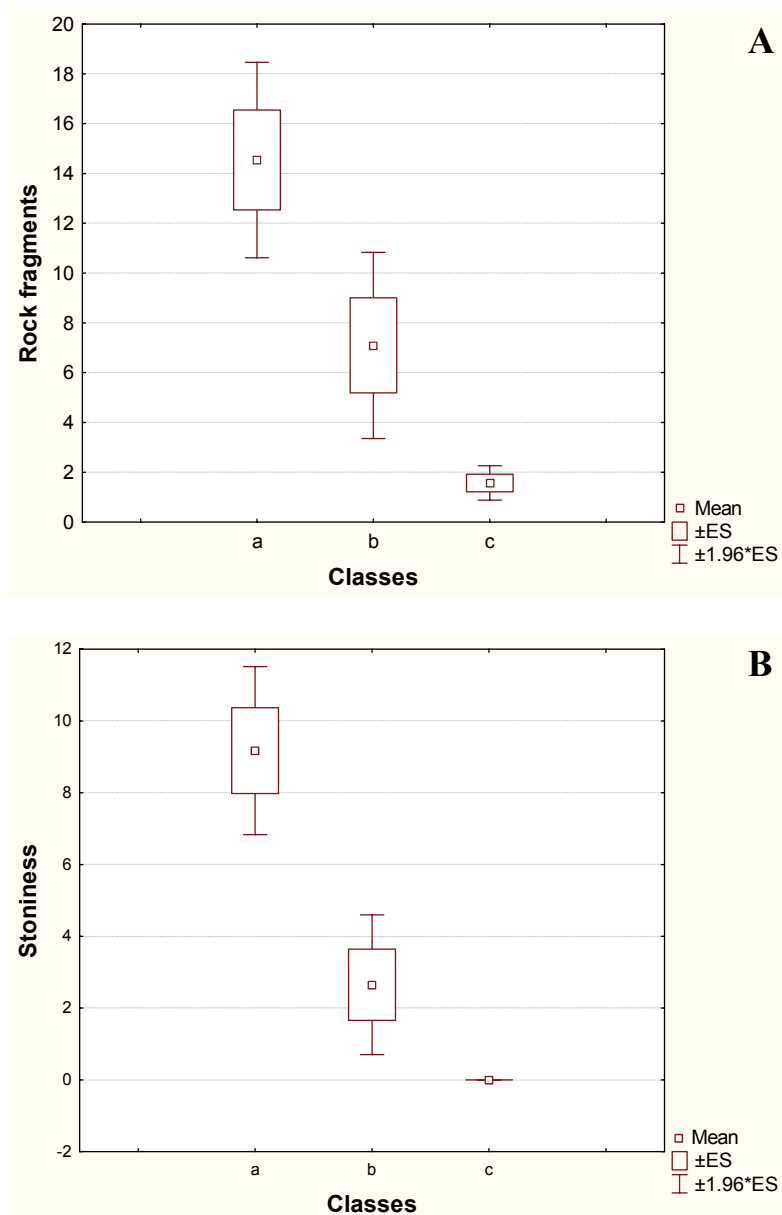 A
20
18
16
14
12
10
8
6
4
2
0
Rock fragments
a b c
Classes
Mean
±ES
±1.96*ES
B
12
10
8
6
4
2
0
-2
Stoniness
a b c
Classes
Mean
±ES
±1.96*ES